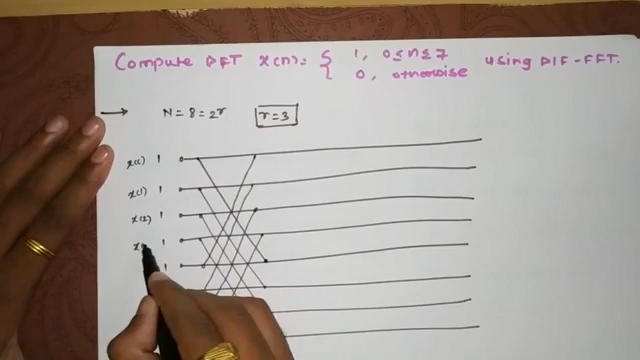 Compute DFT x(n) = { 1, 0≤n≤7 using DIF-FFT.
0, otherwise
→ N = 8 = 2^r r = 3
x(0) 1
x(1) 1
x(2) 1
1
1